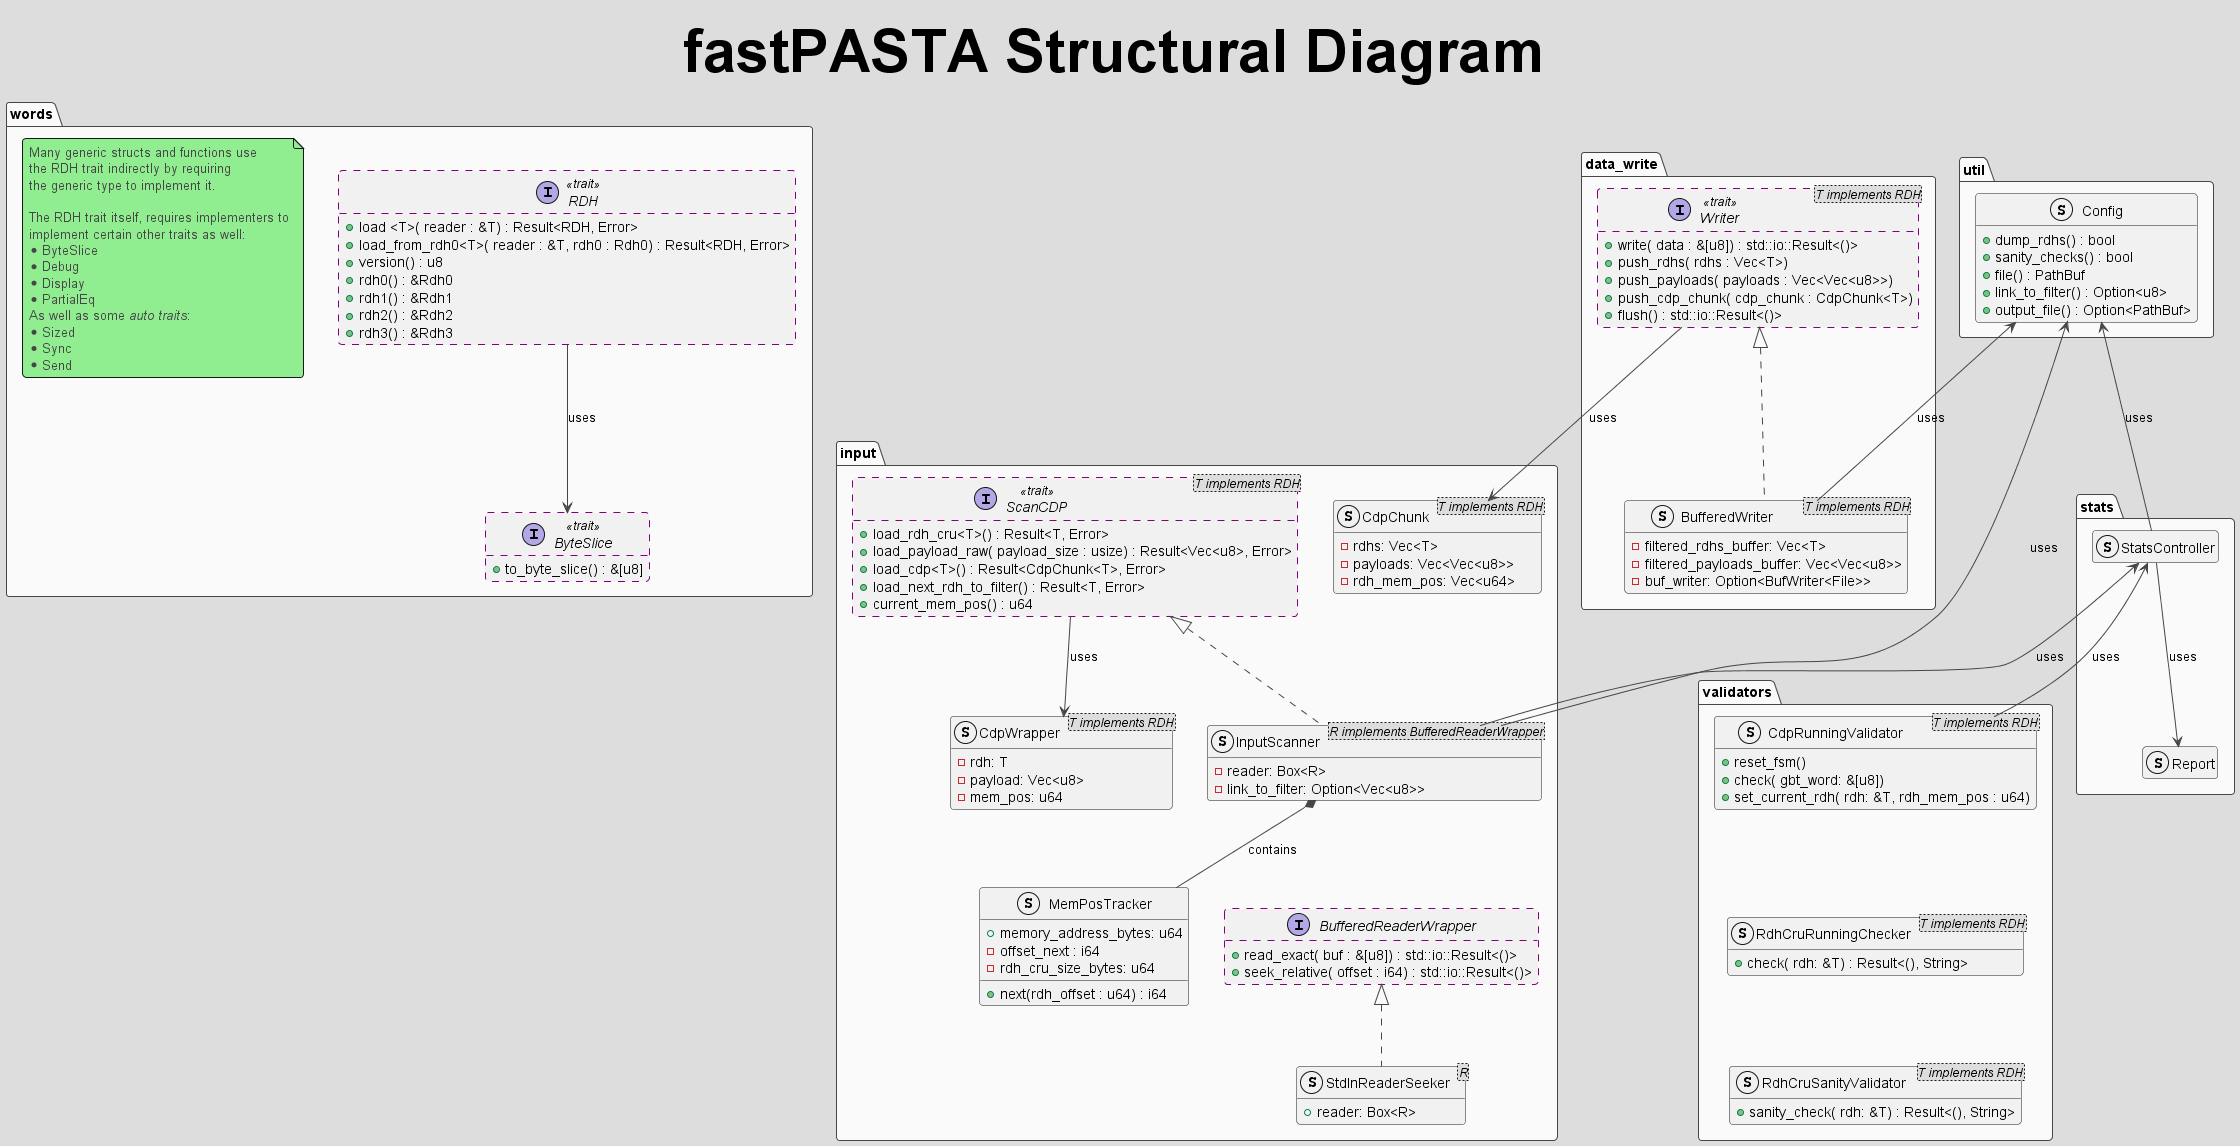 fastPASTA Structural Diagram
words
Many generic structs and functions use
the RDH trait indirectly by requiring
the generic type to implement it.
The RDH trait itself, requires implementers to
implement certain other traits as well:
• ByteSlice
• Debug
• Display
• PartialEq
As well as some auto traits:
• Sized
• Sync
• Send
I
«trait»
RDH
load <T>( reader : &T) : Result<RDH, Error>
load_from_rdh0<T>( reader : &T, rdh0 : Rdh0) : Result<RDH, Error>
version() : u8
rdh0() : &Rdh0
rdh1() : &Rdh1
rdh2() : &Rdh2
rdh3() : &Rdh3
uses
I
«trait»
ByteSlice
to_byte_slice() : &[u8]
data_write
T implements RDH
I
«trait»
Writer
write( data : &[u8]) : std::io::Result<()>
push_rdhs( rdhs : Vec<T>)
push_payloads( payloads : Vec<Vec<u8>>)
push_cdp_chunk( cdp_chunk : CdpChunk<T>)
flush() : std::io::Result<()>
uses
T implements RDH
S BufferedWriter
filtered_rdhs_buffer: Vec<T>
filtered_payloads_buffer: Vec<Vec<u8>>
buf_writer: Option<BufWriter<File>>
util
S Config
dump_rdhs() : bool
sanity_checks() : bool
file() : PathBuf
link_to_filter() : Option<u8>
output_file() : Option<PathBuf>
uses
uses
uses
input
T implements RDH
I
«trait»
ScanCDP
load_rdh_cru<T>() : Result<T, Error>
load_payload_raw( payload_size : usize) : Result<Vec<u8>, Error>
load_cdp<T>() : Result<CdpChunk<T>, Error>
load_next_rdh_to_filter() : Result<T, Error>
current_mem_pos() : u64
T implements RDH
S CdpChunk
rdhs: Vec<T>
payloads: Vec<Vec<u8>>
rdh_mem_pos: Vec<u64>
uses
T implements RDH
S CdpWrapper
rdh: T
payload: Vec<u8>
mem_pos: u64
R implements BufferedReaderWrapper
S InputScanner
reader: Box<R>
link_to_filter: Option<Vec<u8>>
contains
S MemPosTracker
memory_address_bytes: u64
offset_next : i64
rdh_cru_size_bytes: u64
next(rdh_offset : u64) : i64
I BufferedReaderWrapper
read_exact( buf : &[u8]) : std::io::Result<()>
seek_relative( offset : i64) : std::io::Result<()>
R
S StdInReaderSeeker
reader: Box<R>
stats
S StatsController
uses
uses
uses
S Report
validators
T implements RDH
S CdpRunningValidator
reset_fsm()
check( gbt_word: &[u8])
set_current_rdh( rdh: &T, rdh_mem_pos : u64)
T implements RDH
S RdhCruRunningChecker
check( rdh: &T) : Result<(), String>
T implements RDH
S RdhCruSanityValidator
sanity_check( rdh: &T) : Result<(), String>